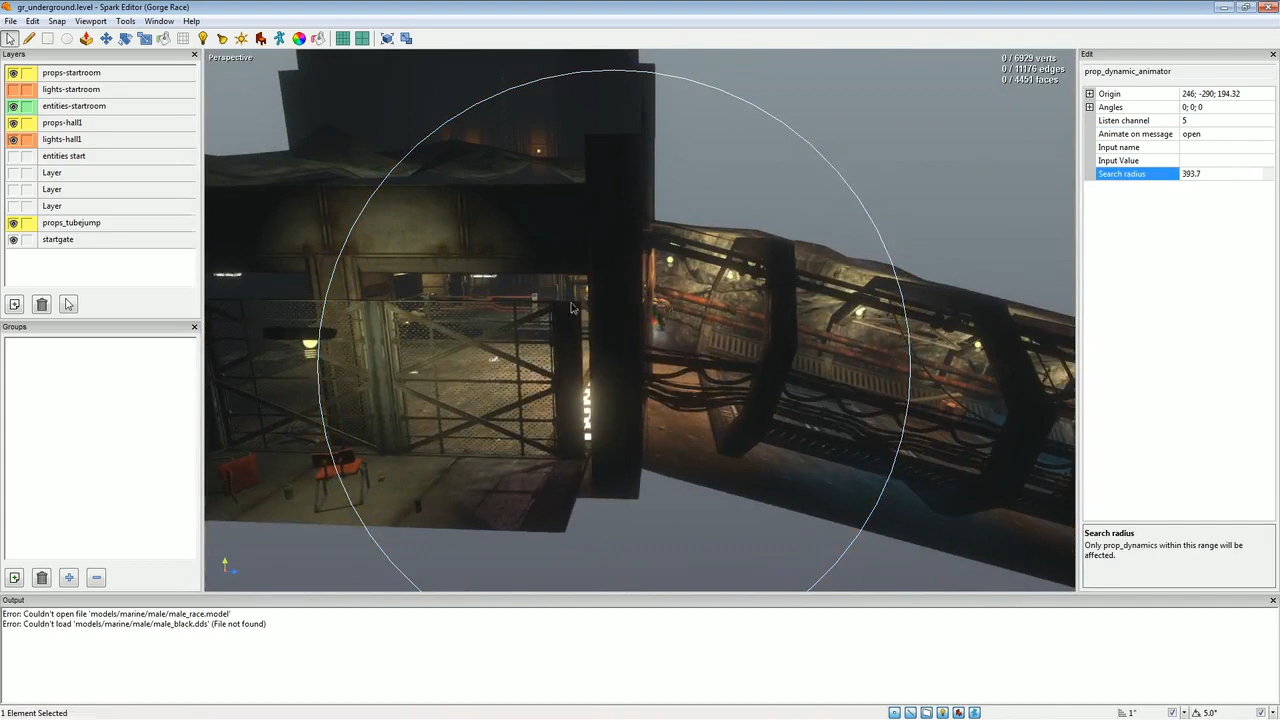 gr_underground.level - Spark Editor (Gorge Race)
File Edit Snap Viewport Tools Window Help
Layers
props-startroom
lights-startroom
entities-startroom
props-hall1
lights-hall1
entities start
Layer
Layer
Layer
props_tubejump
startgate
Groups
Perspective
0 / 6929 verts
0 / 11176 edges
0 / 4451 faces
Edit
prop_dynamic_animator
Origin 246; -290; 194.32
Angles 0; 0; 0
Listen channel 5
Animate on message open
Input name
Input Value
Search radius 393.7
Search radius
Only prop_dynamics within this range will be
affected.
Output
Error: Couldn't open file 'models/marine/male/male_race.model'
Error: Couldn't load 'models/marine/male/male_black.dds' (File not found)
1 Element Selected
1"
5.0°